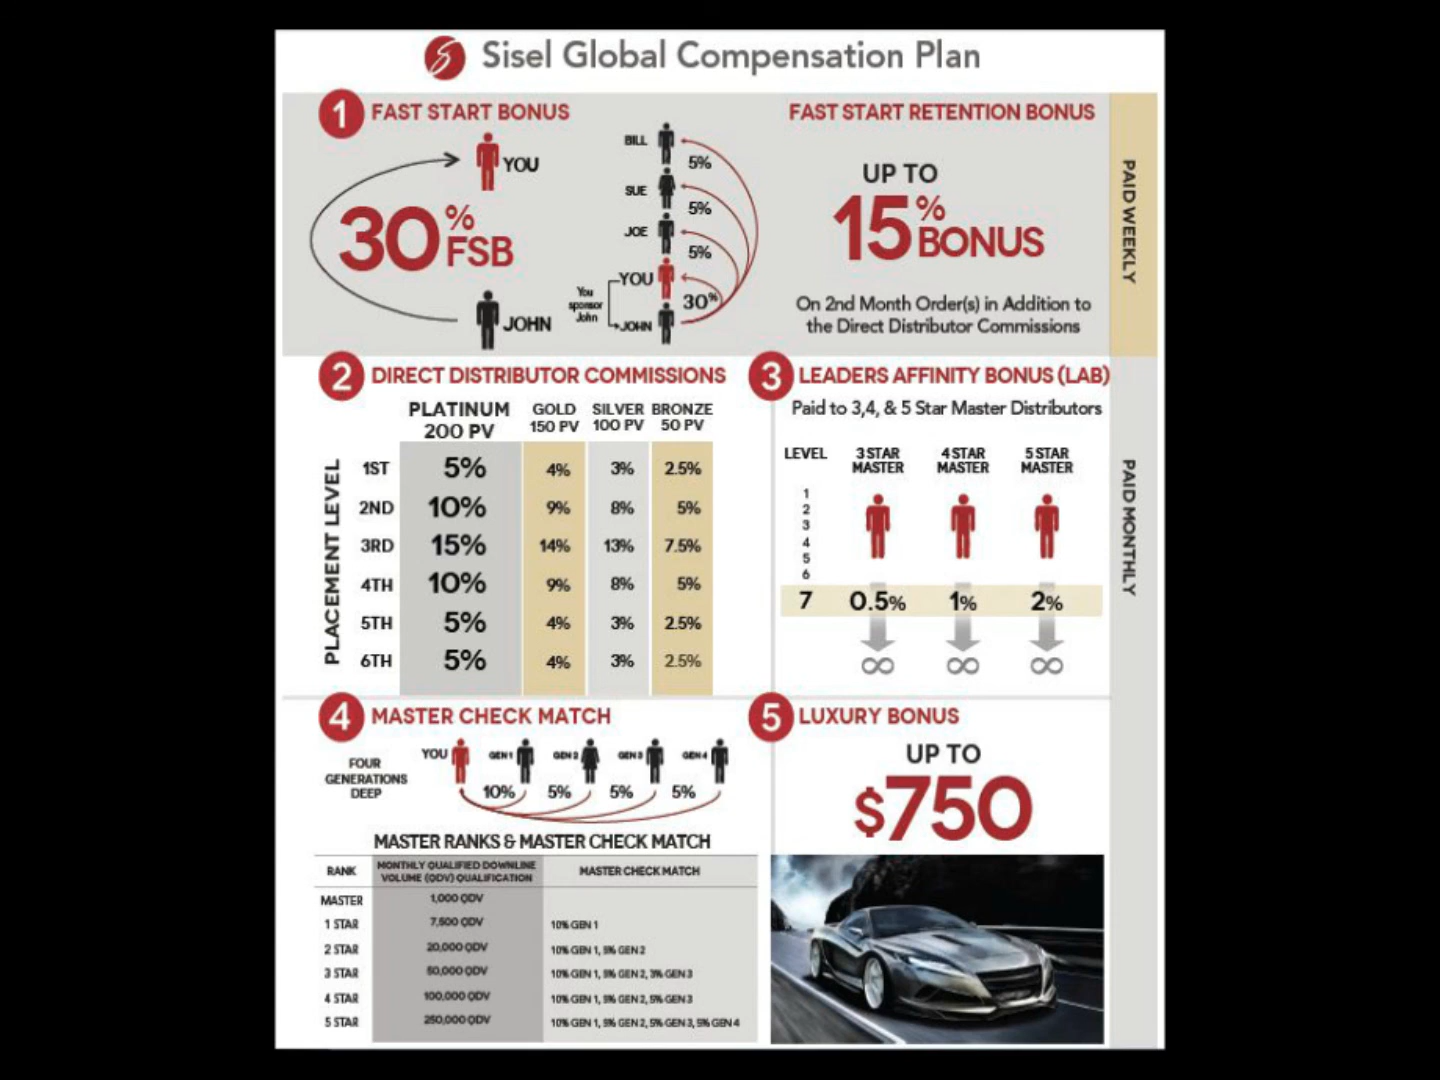 Sisel Global Compensation Plan
1 FAST START BONUS
YOU
30% FSB
JOHN
BILL
5%
SUE
5%
JOE
5%
YOU
30%
You
sponsor
John
JOHN
FAST START RETENTION BONUS
UP TO
15% BONUS
On 2nd Month Order(s) in Addition to
the Direct Distributor Commissions
PAID WEEKLY
2 DIRECT DISTRIBUTOR COMMISSIONS
PLATINUM GOLD SILVER BRONZE
200 PV 150 PV 100 PV 50 PV
PLACEMENT LEVEL
1ST 5% 4% 3% 2.5%
2ND 10% 9% 8% 5%
3RD 15% 14% 13% 7.5%
4TH 10% 9% 8% 5%
5TH 5% 4% 3% 2.5%
6TH 5% 4% 3% 2.5%
3 LEADERS AFFINITY BONUS (LAB)
Paid to 3,4, & 5 Star Master Distributors
LEVEL 3 STAR 4 STAR 5 STAR
MASTER MASTER MASTER
1
2
3
4
5
6
7 0.5% 1% 2%
∞ ∞ ∞
PAID MONTHLY
4 MASTER CHECK MATCH
FOUR
GENERATIONS
DEEP
YOU GEN 1 GEN 2 GEN 3 GEN 4
10% 5% 5% 5%
MASTER RANKS & MASTER CHECK MATCH
RANK MONTHLY QUALIFIED DOWNLINE
VOLUME (QDV) QUALIFICATION MASTER CHECK MATCH
MASTER 1,000 QDV
1 STAR 7,500 QDV 10% GEN 1
2 STAR 20,000 QDV 10% GEN 1, 5% GEN 2
3 STAR 50,000 QDV 10% GEN 1, 5% GEN 2, 3% GEN 3
4 STAR 100,000 QDV 10% GEN 1, 5% GEN 2, 5% GEN 3
5 STAR 250,000 QDV 10% GEN 1, 5% GEN 2, 5% GEN 3, 5% GEN 4
5 LUXURY BONUS
UP TO
$750